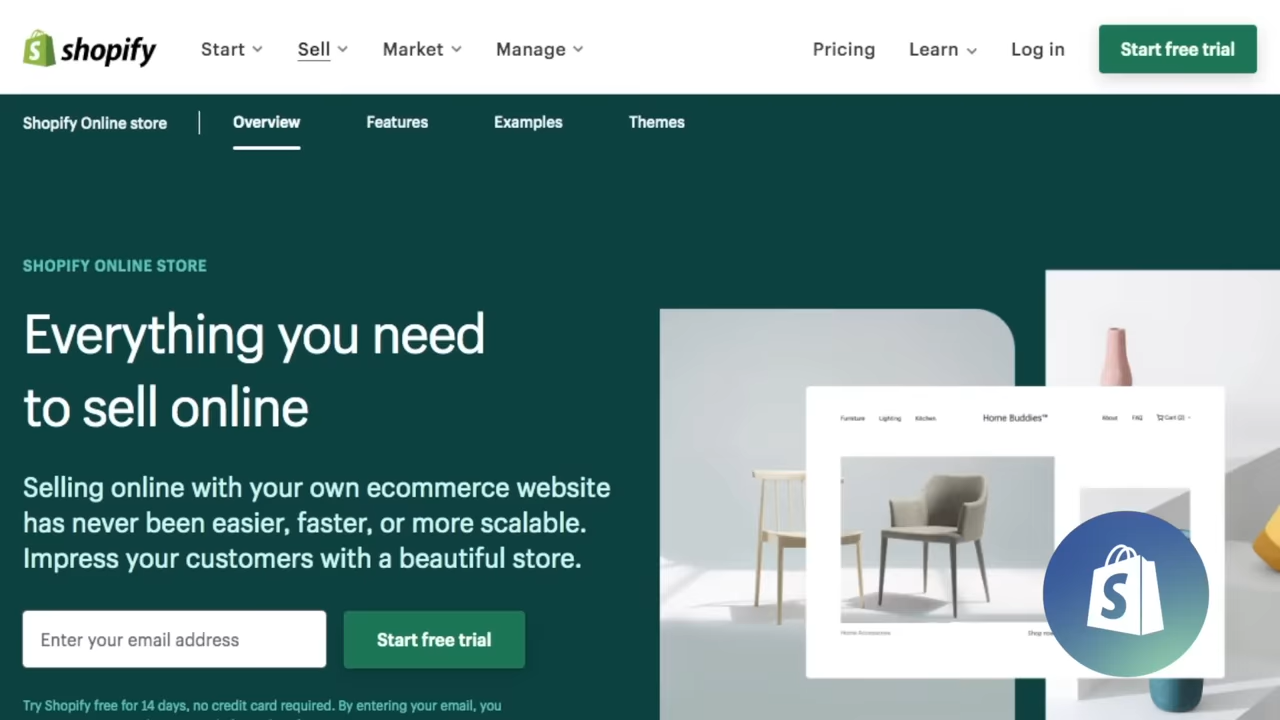 shopify
Start
Sell
Market
Manage
Pricing
Learn
Log in
Start free trial
Shopify Online store
Overview
Features
Examples
Themes
SHOPIFY ONLINE STORE
Everything you need
to sell online
Selling online with your own ecommerce website
has never been easier, faster, or more scalable.
Impress your customers with a beautiful store.
Enter your email address
Start free trial
Try Shopify free for 14 days, no credit card required. By entering your email, you
Furniture
Lighting
Kitchen
Home Buddies™
About
FAQ
Cart (2)
Home Accessories
Shop
S